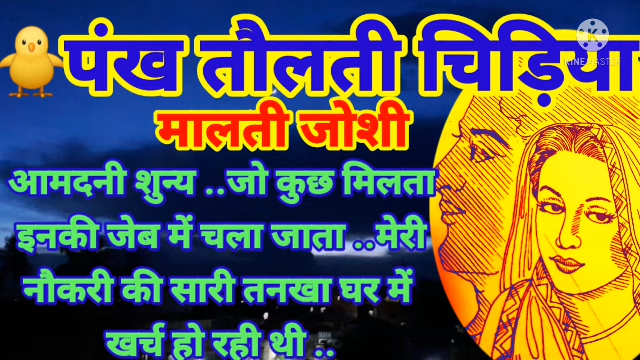 पंख तौलती चिड़िया
मालती जोशी
आमदनी शुन्य ..जो कुछ मिलता
इनकी जेब में चला जाता ..मेरी
नौकरी की सारी तनखा घर में
खर्च हो रही थी ..